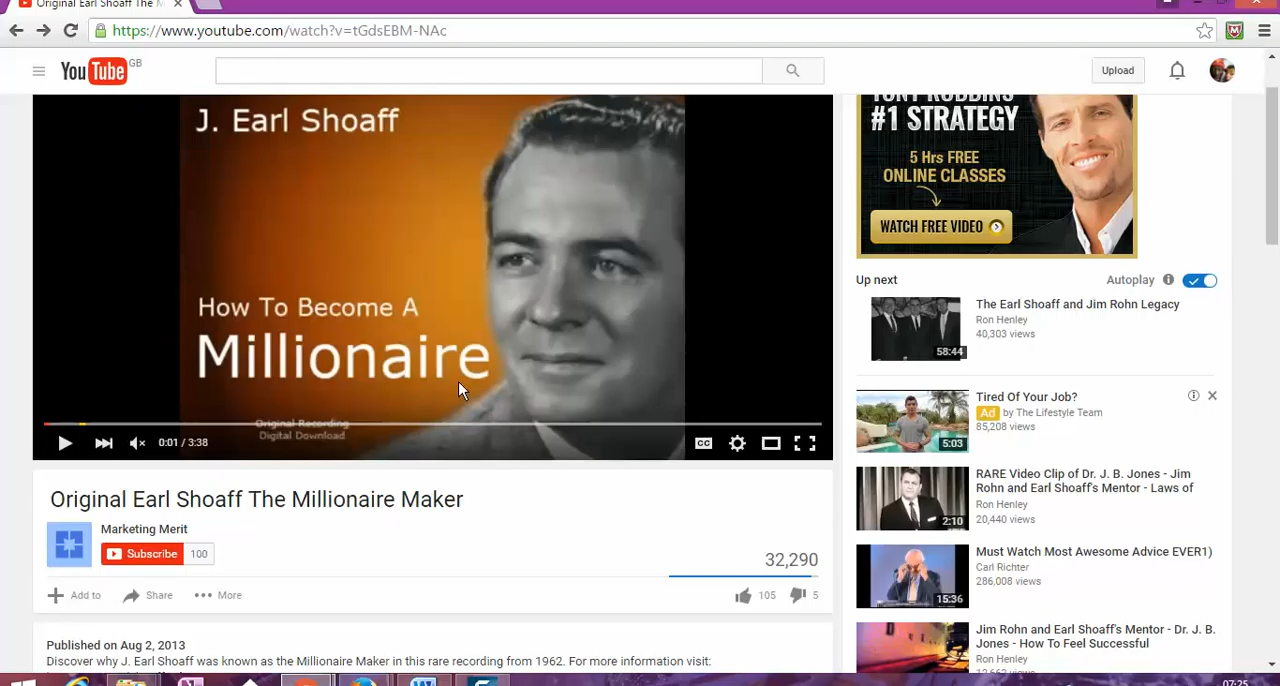 Original Earl Shoaff The M
https://www.youtube.com/watch?v=tGdsEBM-NAc
YouTube GB
Upload
J. Earl Shoaff
How To Become A
Millionaire
Original Recording
Digital Download
0:01 / 3:38
CC
Original Earl Shoaff The Millionaire Maker
Marketing Merit
Subscribe 100
32,290
Add to Share More
105 5
Published on Aug 2, 2013
Discover why J. Earl Shoaff was known as the Millionaire Maker in this rare recording from 1962. For more information visit:
TONY ROBBINS
#1 STRATEGY
5 Hrs FREE
ONLINE CLASSES
WATCH FREE VIDEO
Up next
Autoplay
The Earl Shoaff and Jim Rohn Legacy
Ron Henley
40,303 views
58:44
Tired Of Your Job?
Ad by The Lifestyle Team
85,208 views
5:03
RARE Video Clip of Dr. J. B. Jones - Jim
Rohn and Earl Shoaff's Mentor - Laws of
Ron Henley
20,440 views
2:10
Must Watch Most Awesome Advice EVER1)
Carl Richter
286,008 views
15:36
Jim Rohn and Earl Shoaff's Mentor - Dr. J. B.
Jones - How To Feel Successful
Ron Henley
07:25